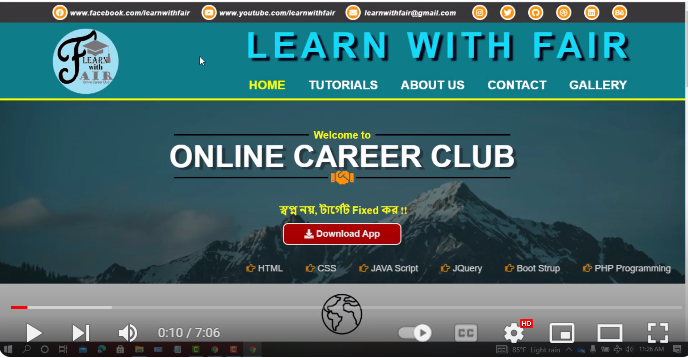 www.facebook.com/learnwithfair www.youtube.com/learnwithfair learnwithfair@gmail.com
LEARN WITH FAIR
LEARN
with
FAIR
HOME TUTORIALS ABOUT US CONTACT GALLERY
Welcome to
ONLINE CAREER CLUB
স্বপ্ন নয়, টার্গেট Fixed কর !!
Download App
HTML CSS JAVA Script JQuery Boot Strup PHP Programming
0:10 / 7:06 CC HD
85°F Light rain 11:26 AM